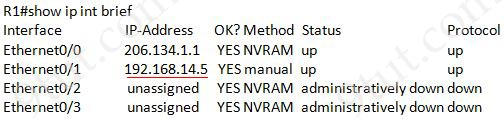 R1#show ip int brief
Interface IP-Address OK? Method Status Protocol
Ethernet0/0 206.134.1.1 YES NVRAM up up
Ethernet0/1 192.168.14.5 YES manual up up
Ethernet0/2 unassigned YES NVRAM administratively down down
Ethernet0/3 unassigned YES NVRAM administratively down down